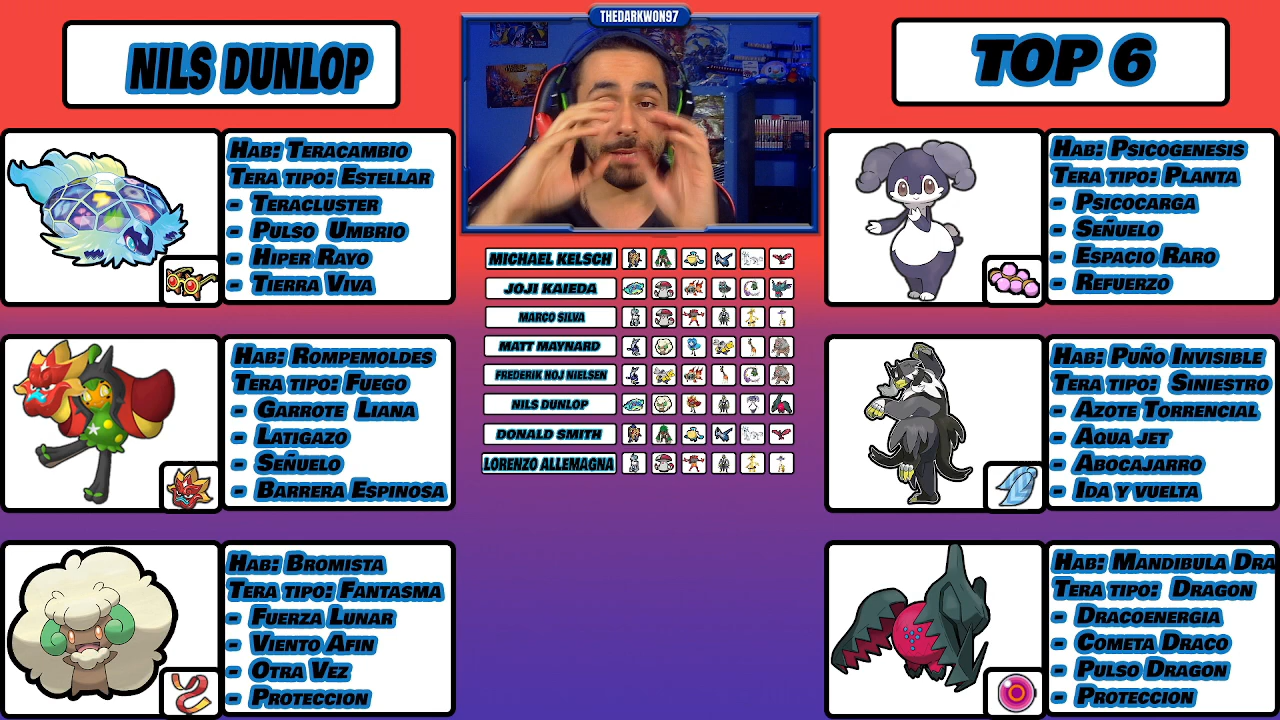 THEDARKWON97
NILS DUNLOP
TOP 6
HAB: TERACAMBIO
TERA TIPO: ESTELLAR
- TERACLUSTER
- PULSO UMBRIO
- HIPER RAYO
- TIERRA VIVA
HAB: ROMPEMOLDES
TERA TIPO: FUEGO
- GARROTE LIANA
- LATIGAZO
- SEÑUELO
- BARRERA ESPINOSA
HAB: BROMISTA
TERA TIPO: FANTASMA
- FUERZA LUNAR
- VIENTO AFIN
- OTRA VEZ
- PROTECCION
MICHAEL KELSCH
JOJI KAIEDA
MARCO SILVA
MATT MAYNARD
FREDERIK HOJ NIELSEN
NILS DUNLOP
DONALD SMITH
LORENZO ALLEMAGNA
HAB: PSICOGENESIS
TERA TIPO: PLANTA
- PSICOCARGA
- SEÑUELO
- ESPACIO RARO
- REFUERZO
HAB: PUÑO INVISIBLE
TERA TIPO: SINIESTRO
- AZOTE TORRENCIAL
- AQUA JET
- ABOCAJARRO
- IDA Y VUELTA
HAB: MANDIBULA DRA
TERA TIPO: DRAGON
- DRACOENERGIA
- COMETA DRACO
- PULSO DRAGON
- PROTECCION